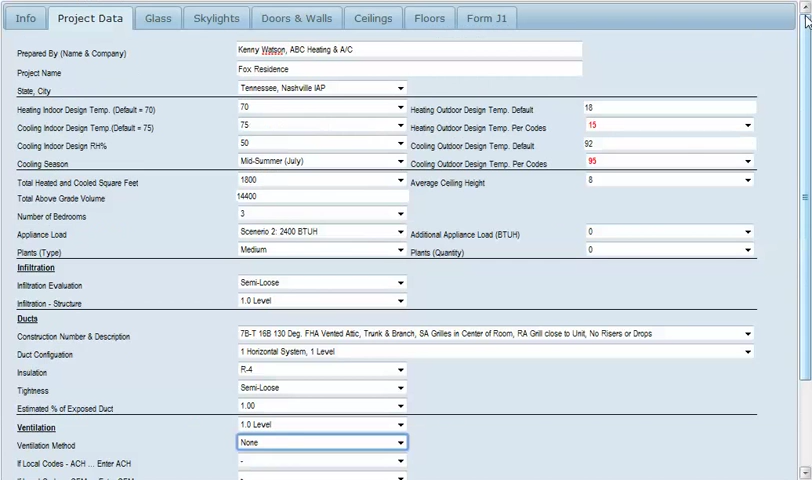 Info Project Data Glass Skylights Doors & Walls Ceilings Floors Form J1
Prepared By (Name & Company) Kenny Watson, ABC Heating & A/C
Project Name Fox Residence
State, City Tennessee, Nashville IAP
Heating Indoor Design Temp. (Default = 70) 70 Heating Outdoor Design Temp. Default 18
Cooling Indoor Design Temp.(Default = 75) 75 Heating Outdoor Design Temp. Per Codes 15
Cooling Indoor Design RH% 50 Cooling Outdoor Design Temp. Default 92
Cooling Season Mid-Summer (July) Cooling Outdoor Design Temp. Per Codes 95
Total Heated and Cooled Square Feet 1800 Average Ceiling Height 8
Total Above Grade Volume 14400
Number of Bedrooms 3
Appliance Load Scenerio 2: 2400 BTUH Additional Appliance Load (BTUH) 0
Plants (Type) Medium Plants (Quantity) 0
Infiltration
Infiltration Evaluation Semi-Loose
Infiltration - Structure 1.0 Level
Ducts
Construction Number & Description 7B-T 16B 130 Deg. FHA Vented Attic, Trunk & Branch, SA Grilles in Center of Room, RA Grill close to Unit, No Risers or Drops
Duct Configuation 1 Horizontal System, 1 Level
Insulation R-4
Tightness Semi-Loose
Estimated % of Exposed Duct 1.00
Ventilation 1.0 Level
Ventilation Method None
If Local Codes - ACH ... Enter ACH -